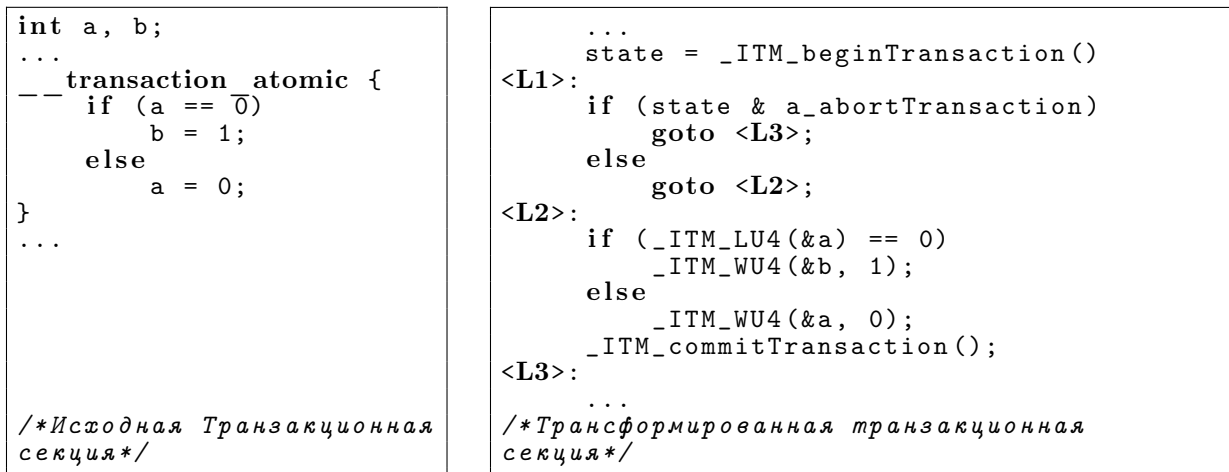 int a, b;
...
__transaction_atomic {
if (a == 0)
b = 1;
else
a = 0;
}
...
/*Исходная Транзакционная
секция*/
...
state = _ITM_beginTransaction()
<L1>:
if (state & a_abortTransaction)
goto <L3>;
else
goto <L2>;
<L2>:
if (_ITM_LU4(&a) == 0)
_ITM_WU4(&b, 1);
else
_ITM_WU4(&a, 0);
_ITM_commitTransaction();
<L3>:
...
/*Трансформированная транзакционная
секция*/